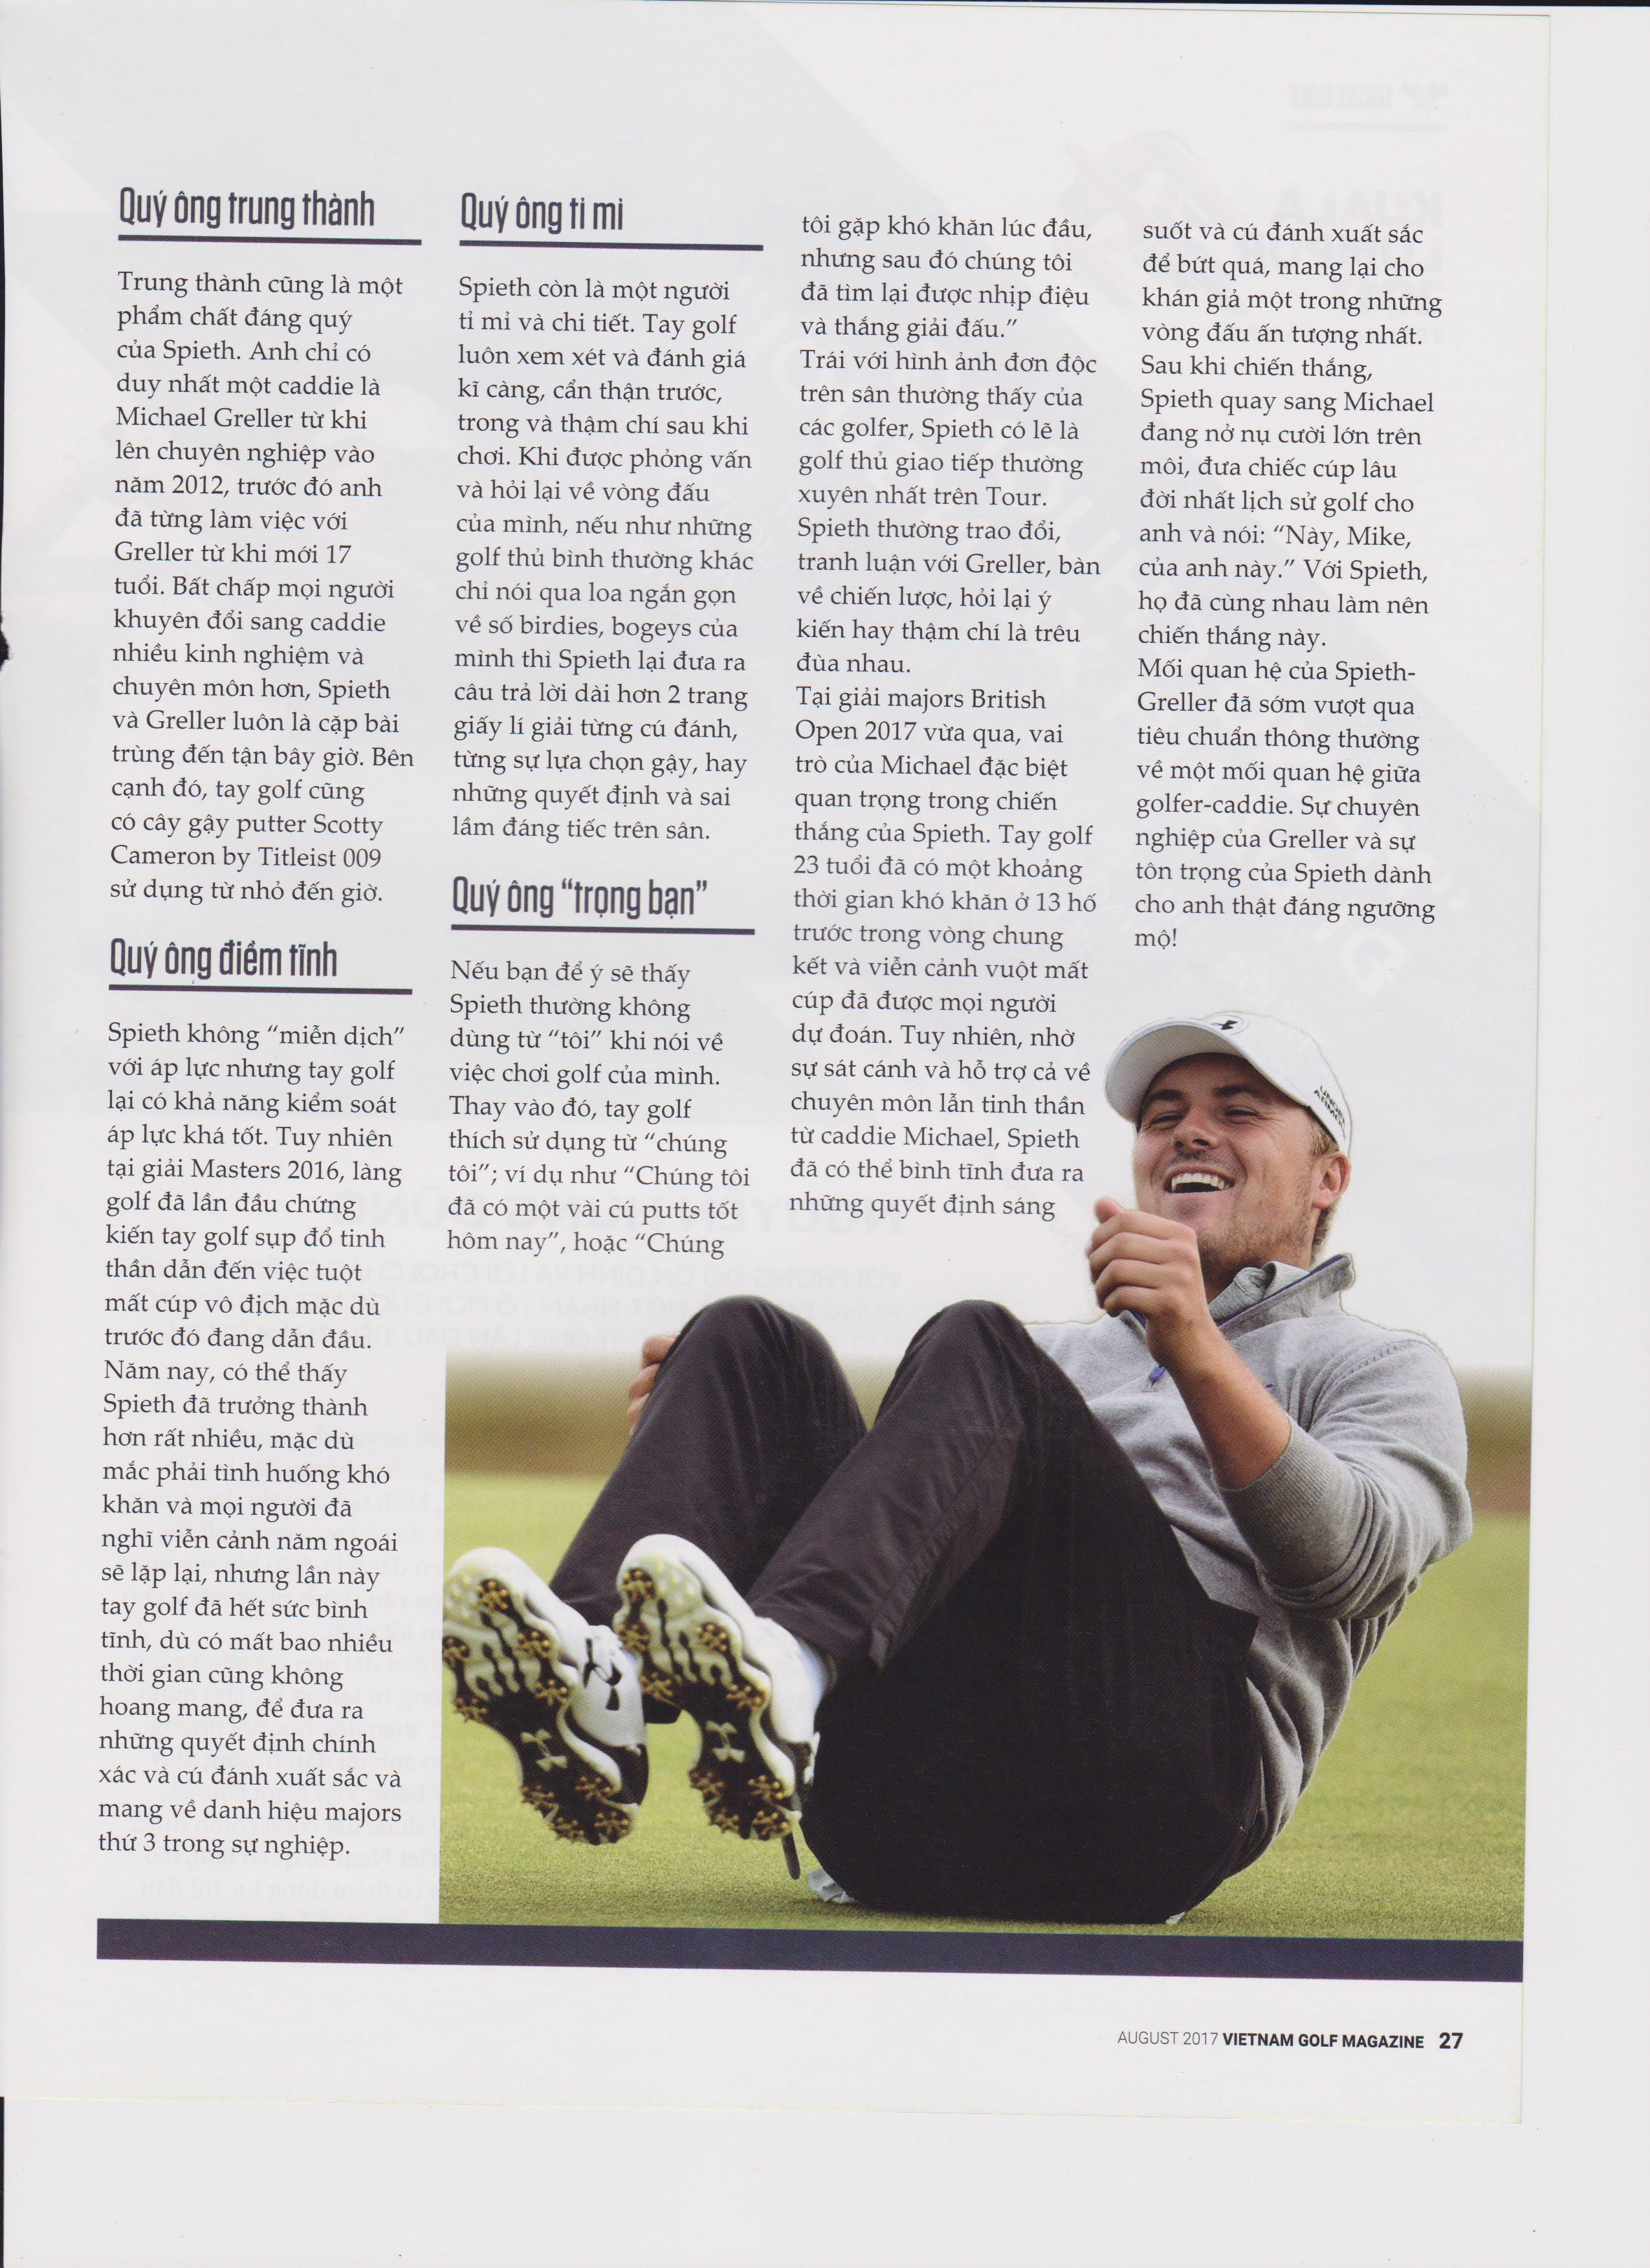 Quý ông trung thành
Trung thành cũng là một
phẩm chất đáng quý
của Spieth. Anh chỉ có
duy nhất một caddie là
Michael Greller từ khi
lên chuyên nghiệp vào
năm 2012, trước đó anh
đã từng làm việc với
Greller từ khi mới 17
tuổi. Bất chấp mọi người
khuyên đổi sang caddie
nhiều kinh nghiệm và
chuyên môn hơn, Spieth
và Greller luôn là cặp bài
trùng đến tận bây giờ. Bên
cạnh đó, tay golf cũng
có cây gậy putter Scotty
Cameron by Titleist 009
sử dụng từ nhỏ đến giờ.
Quý ông điềm tĩnh
Spieth không “miễn dịch”
với áp lực nhưng tay golf
lại có khả năng kiểm soát
áp lực khá tốt. Tuy nhiên
tại giải Masters 2016, làng
golf đã lần đầu chứng
kiến tay golf sụp đổ tinh
thần dẫn đến việc tuột
mất cúp vô địch mặc dù
trước đó đang dẫn đầu.
Năm nay, có thể thấy
Spieth đã trưởng thành
hơn rất nhiều, mặc dù
mắc phải tình huống khó
khăn và mọi người đã
nghĩ viễn cảnh năm ngoái
sẽ lặp lại, nhưng lần này
tay golf đã hết sức bình
tĩnh, dù có mất bao nhiều
thời gian cũng không
hoang mang, để đưa ra
những quyết định chính
xác và cú đánh xuất sắc và
mang về danh hiệu majors
thứ 3 trong sự nghiệp.
Quý ông tỉ mỉ
Spieth còn là một người
tỉ mỉ và chi tiết. Tay golf
luôn xem xét và đánh giá
kĩ càng, cẩn thận trước,
trong và thậm chí sau khi
chơi. Khi được phỏng vấn
và hỏi lại về vòng đấu
của mình, nếu như những
golf thủ bình thường khác
chỉ nói qua loa ngắn gọn
về số birdies, bogeys của
mình thì Spieth lại đưa ra
câu trả lời dài hơn 2 trang
giấy lí giải từng cú đánh,
từng sự lựa chọn gậy, hay
những quyết định và sai
lầm đáng tiếc trên sân.
Quý ông “trọng bạn”
Nếu bạn để ý sẽ thấy
Spieth thường không
dùng từ “tôi” khi nói về
việc chơi golf của mình.
Thay vào đó, tay golf
thích sử dụng từ “chúng
tôi”; ví dụ như “Chúng tôi
đã có một vài cú putts tốt
hôm nay”, hoặc “Chúng
tôi gặp khó khăn lúc đầu,
nhưng sau đó chúng tôi
đã tìm lại được nhịp điệu
và thắng giải đấu.”
Trái với hình ảnh đơn độc
trên sân thường thấy của
các golfer, Spieth có lẽ là
golf thủ giao tiếp thường
xuyên nhất trên Tour.
Spieth thường trao đổi,
tranh luận với Greller, bàn
về chiến lược, hỏi lại ý
kiến hay thậm chí là trêu
đùa nhau.
Tại giải majors British
Open 2017 vừa qua, vai
trò của Michael đặc biệt
quan trọng trong chiến
thắng của Spieth. Tay golf
23 tuổi đã có một khoảng
thời gian khó khăn ở 13 hố
trước trong vòng chung
kết và viễn cảnh vuột mất
cúp đã được mọi người
dự đoán. Tuy nhiên, nhờ
sự sát cánh và hỗ trợ cả về
chuyên môn lẫn tinh thần
từ caddie Michael, Spieth
đã có thể bình tĩnh đưa ra
những quyết định sáng
suốt và cú đánh xuất sắc
để bứt quá, mang lại cho
khán giả một trong những
vòng đấu ấn tượng nhất.
Sau khi chiến thắng,
Spieth quay sang Michael
đang nở nụ cười lớn trên
môi, đưa chiếc cúp lâu
đời nhất lịch sử golf cho
anh và nói: “Này, Mike,
của anh này.” Với Spieth,
họ đã cùng nhau làm nên
chiến thắng này.
Mối quan hệ của Spieth-
Greller đã sớm vượt qua
tiêu chuẩn thông thường
về một mối quan hệ giữa
golfer-caddie. Sự chuyên
nghiệp của Greller và sự
tôn trọng của Spieth dành
cho anh thật đáng ngưỡng
mộ!
UNDER
ARMOUR
AUGUST 2017 VIETNAM GOLF MAGAZINE 27